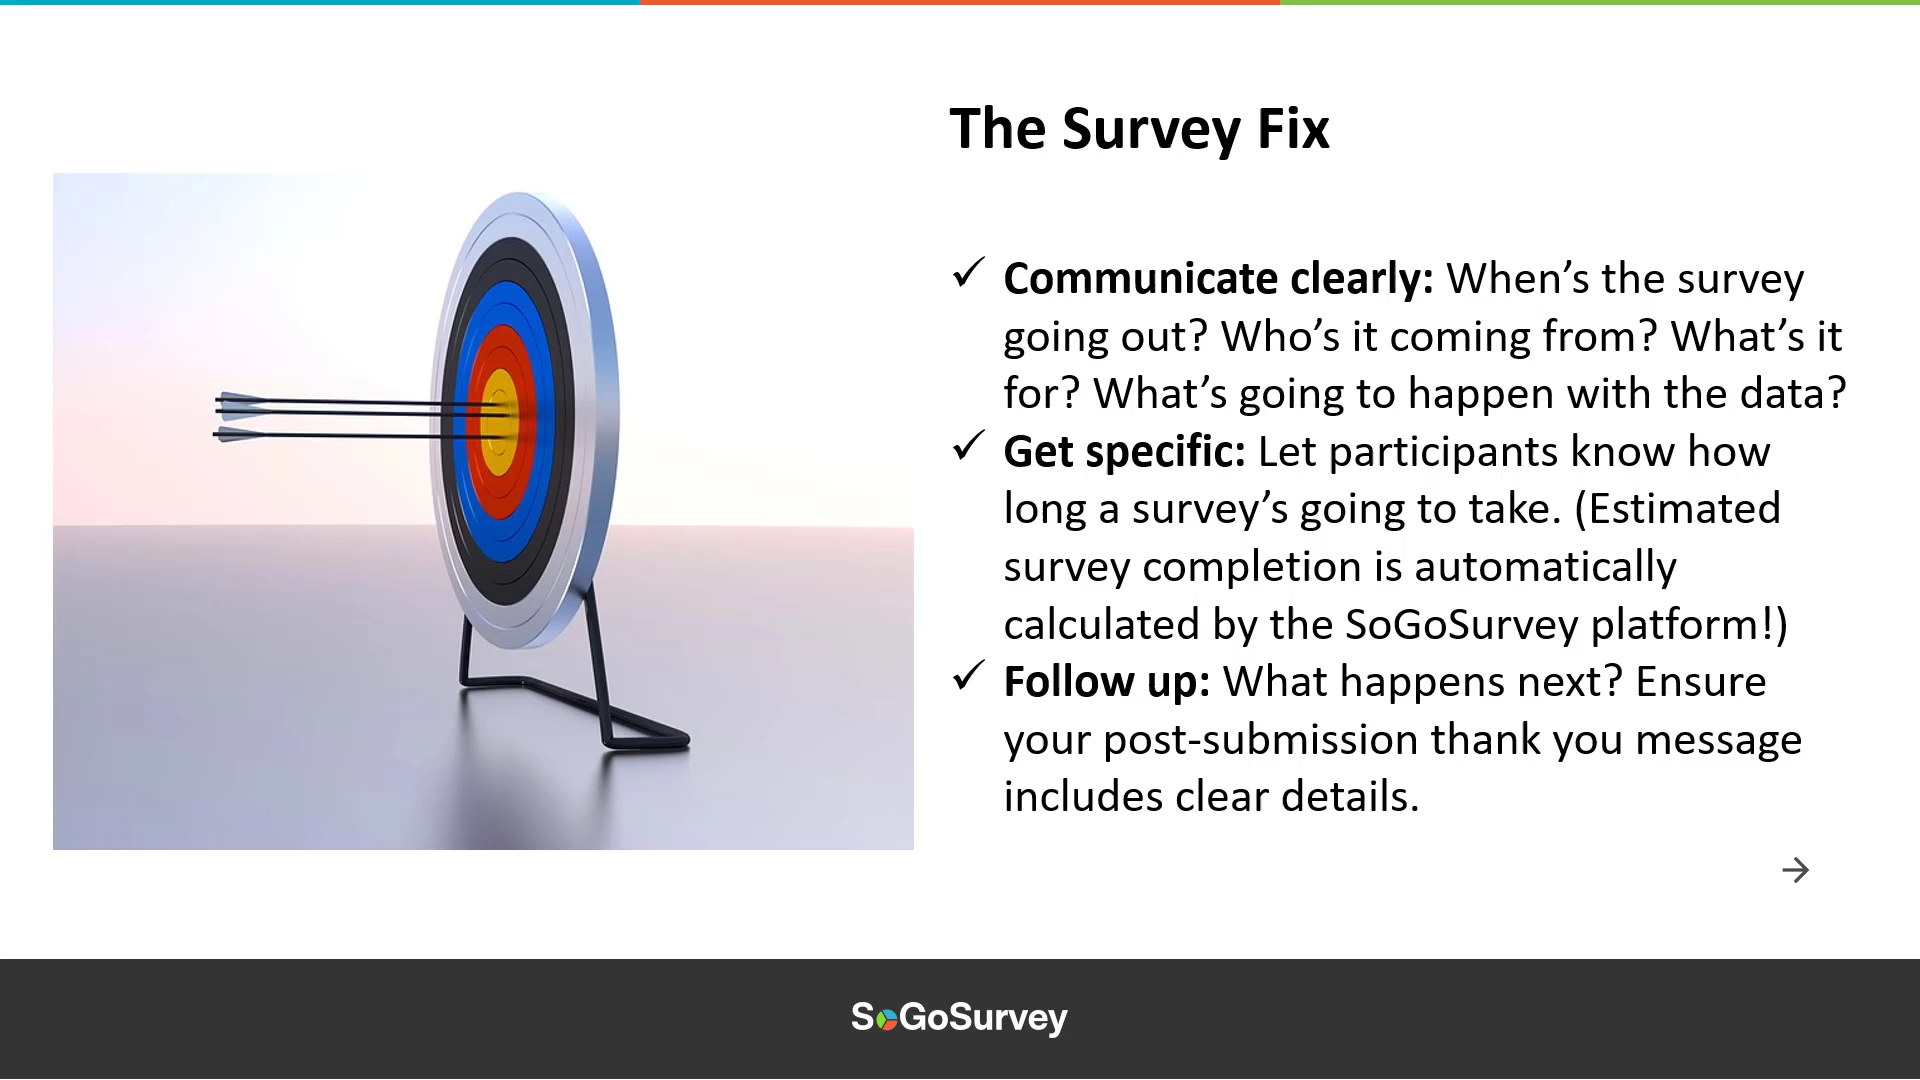 The Survey Fix
✓ Communicate clearly: When’s the survey
going out? Who’s it coming from? What’s it
for? What’s going to happen with the data?
✓ Get specific: Let participants know how
long a survey’s going to take. (Estimated
survey completion is automatically
calculated by the SoGoSurvey platform!)
✓ Follow up: What happens next? Ensure
your post-submission thank you message
includes clear details.
SoGoSurvey